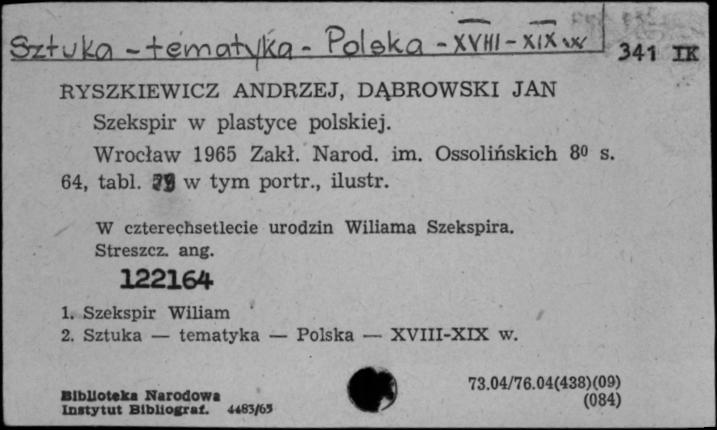 Sztuka - tematyka - Polska - XVIII - XIX w
341 IK
RYSZKIEWICZ ANDRZEJ, DĄBROWSKI JAN
Szekspir w plastyce polskiej.
Wrocław 1965 Zakł. Narod. im. Ossolińskich 8⁰ s.
64, tabl. w tym portr., ilustr.
W czterechsetlecie urodzin Wiliama Szekspira.
Streszcz. ang.
122164
1. Szekspir Wiliam
2. Sztuka — tematyka — Polska — XVIII-XIX w.
73.04/76.04(438)(09)
(084)
Biblioteka Narodowa
Instytut Bibliograf. 4483/65